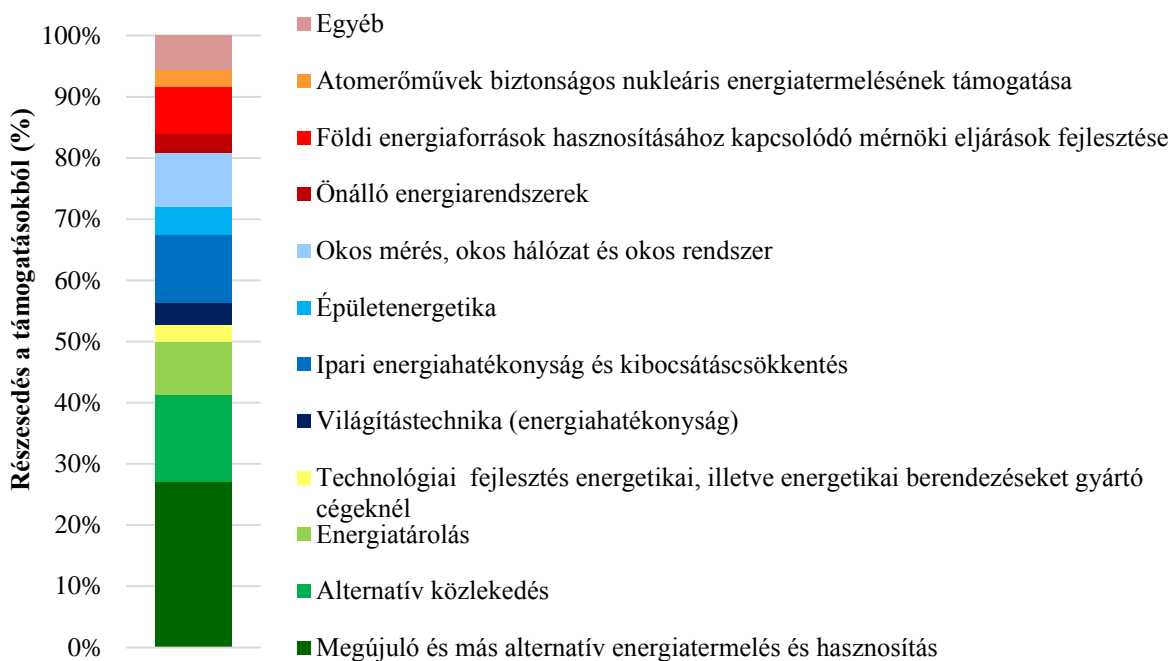 Részesedés a támogatásokból (%)
100%
90%
80%
70%
60%
50%
40%
30%
20%
10%
0%
Egyéb
Atomerőművek biztonságos nukleáris energiatermelésének támogatása
Földi energiaforrások hasznosításához kapcsolódó mérnöki eljárások fejlesztése
Önálló energiarendszerek
Okos mérés, okos hálózat és okos rendszer
Épületenergetika
Ipari energiahatékonyság és kibocsátáscsökkentés
Világítástechnika (energiahatékonyság)
Technológiai fejlesztés energetikai, illetve energetikai berendezéseket gyártó
cégeknél
Energiatárolás
Alternatív közlekedés
Megújuló és más alternatív energiatermelés és hasznosítás